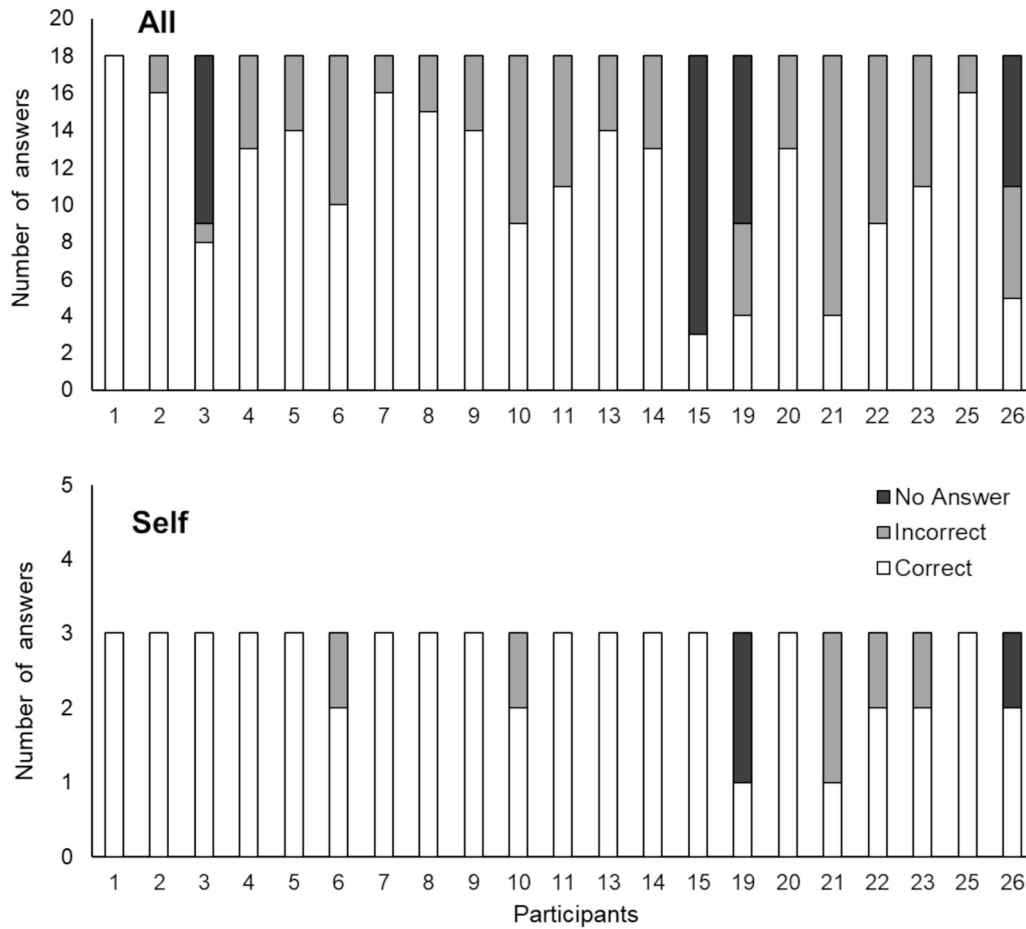 All
Number of answers
20
18
16
14
12
10
8
6
4
2
0
1 2 3 4 5 6 7 8 9 10 11 13 14 15 19 20 21 22 23 25 26
Self
Number of answers
5
4
3
2
1
0
No Answer
Incorrect
Correct
1 2 3 4 5 6 7 8 9 10 11 13 14 15 19 20 21 22 23 25 26
Participants